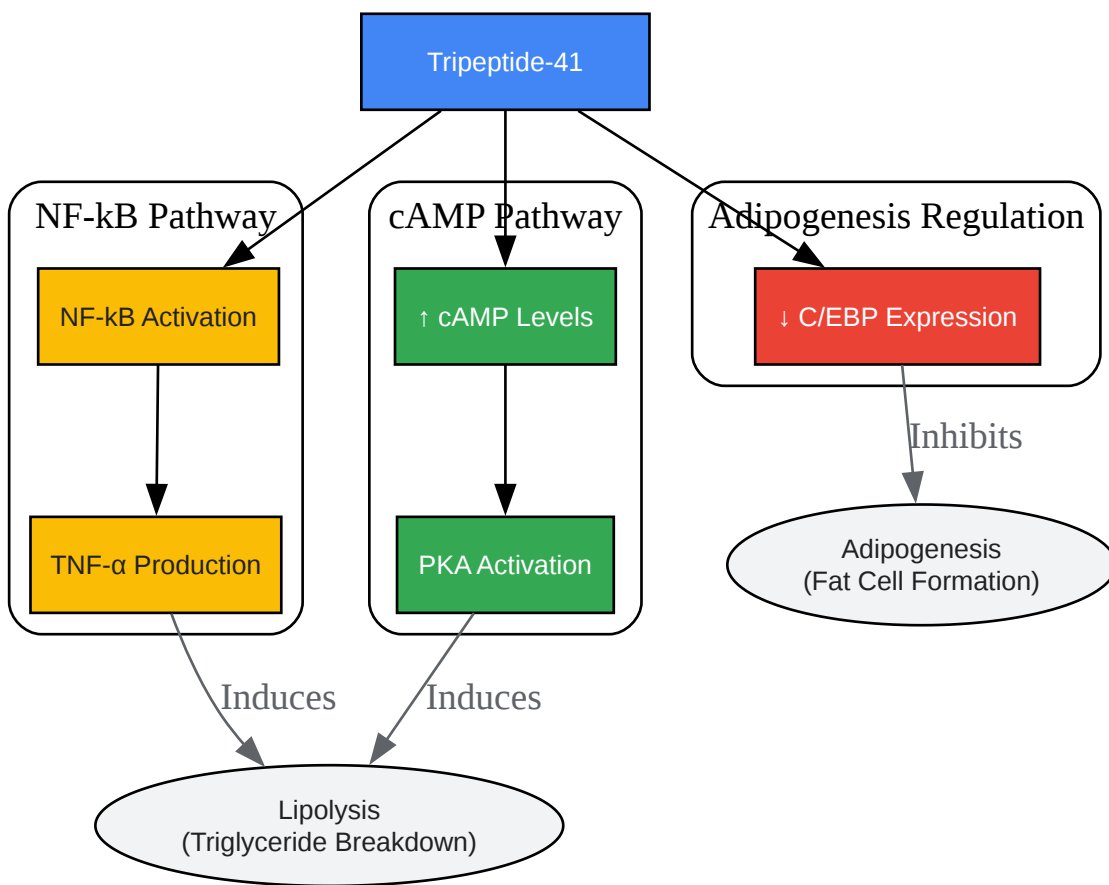 Tripeptide-41
NF-kB Pathway
cAMP Pathway
Adipogenesis Regulation
NF-kB Activation
↑ cAMP Levels
↓ C/EBP Expression
Inhibits
TNF-α Production
PKA Activation
Adipogenesis
(Fat Cell Formation)
Induces
Induces
Lipolysis
(Triglyceride Breakdown)